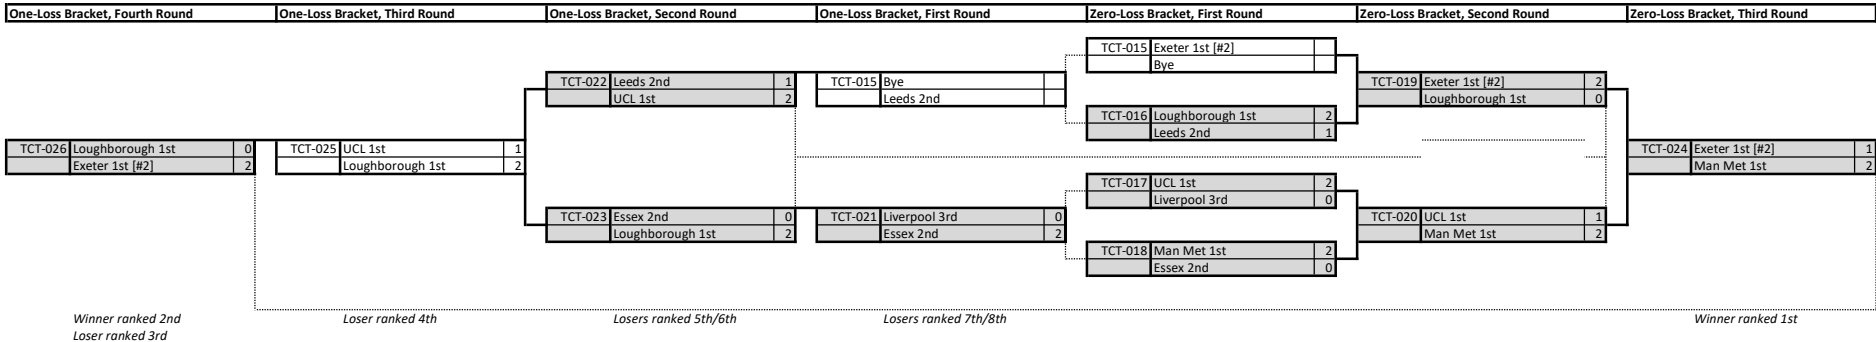 One-Loss Bracket, Fourth Round
One-Loss Bracket, Third Round
One-Loss Bracket, Second Round
One-Loss Bracket, First Round
Zero-Loss Bracket, First Round
Zero-Loss Bracket, Second Round
Zero-Loss Bracket, Third Round
TCT-015 Exeter 1st [#2]
Bye
TCT-022 Leeds 2nd 1
UCL 1st 2
TCT-015 Bye
Leeds 2nd
TCT-019 Exeter 1st [#2] 2
Loughborough 1st 0
TCT-016 Loughborough 1st 2
Leeds 2nd 1
TCT-026 Loughborough 1st 0
Exeter 1st [#2] 2
TCT-025 UCL 1st 1
Loughborough 1st 2
TCT-024 Exeter 1st [#2] 1
Man Met 1st 2
TCT-017 UCL 1st 2
Liverpool 3rd 0
TCT-023 Essex 2nd 0
Loughborough 1st 2
TCT-021 Liverpool 3rd 0
Essex 2nd 2
TCT-020 UCL 1st 1
Man Met 1st 2
TCT-018 Man Met 1st 2
Essex 2nd 0
Winner ranked 2nd
Loser ranked 3rd
Loser ranked 4th
Losers ranked 5th/6th
Losers ranked 7th/8th
Winner ranked 1st